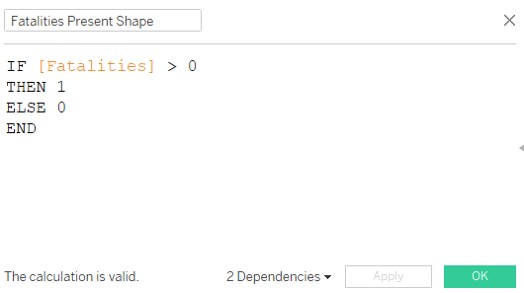 Fatalities Present Shape
IF [Fatalities] > 0
THEN 1
ELSE 0
END
The calculation is valid.
2 Dependencies
Apply
OK